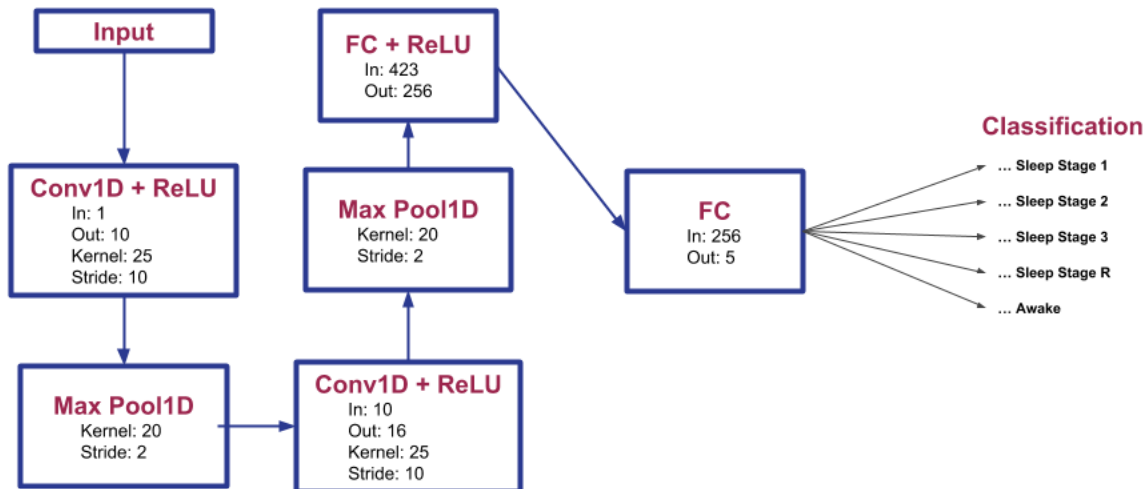 Input
Conv1D + ReLU
In: 1
Out: 10
Kernel: 25
Stride: 10
Max Pool1D
Kernel: 20
Stride: 2
Conv1D + ReLU
In: 10
Out: 16
Kernel: 25
Stride: 10
Max Pool1D
Kernel: 20
Stride: 2
FC + ReLU
In: 423
Out: 256
FC
In: 256
Out: 5
Classification
... Sleep Stage 1
... Sleep Stage 2
... Sleep Stage 3
... Sleep Stage R
... Awake